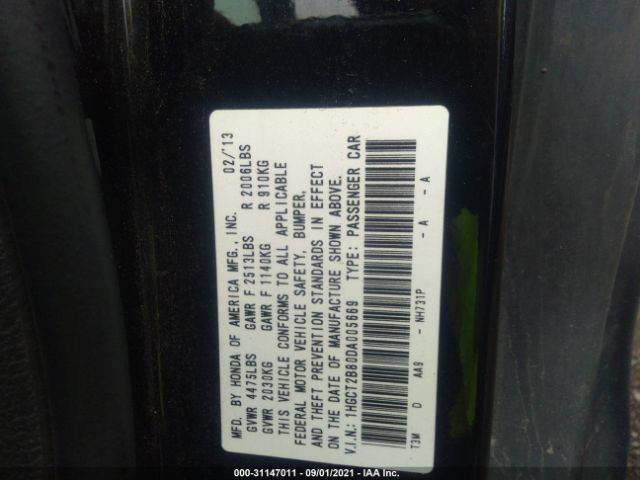 MFD. BY HONDA OF AMERICA MFG., INC. 02/'13
GVWR 4475LBS GAWR F 2513LBS R 2006LBS
GVWR 2030KG GAWR F 1140KG R 910KG
THIS VEHICLE CONFORMS TO ALL APPLICABLE
FEDERAL MOTOR VEHICLE SAFETY, BUMPER,
AND THEFT PREVENTION STANDARDS IN EFFECT
ON THE DATE OF MANUFACTURE SHOWN ABOVE.
V.I.N.: 1HGCT2B80DA005669 TYPE: PASSENGER CAR
T3M D AA9 - NH731P - A - A
000-31147011 - 09/01/2021 - IAA Inc.